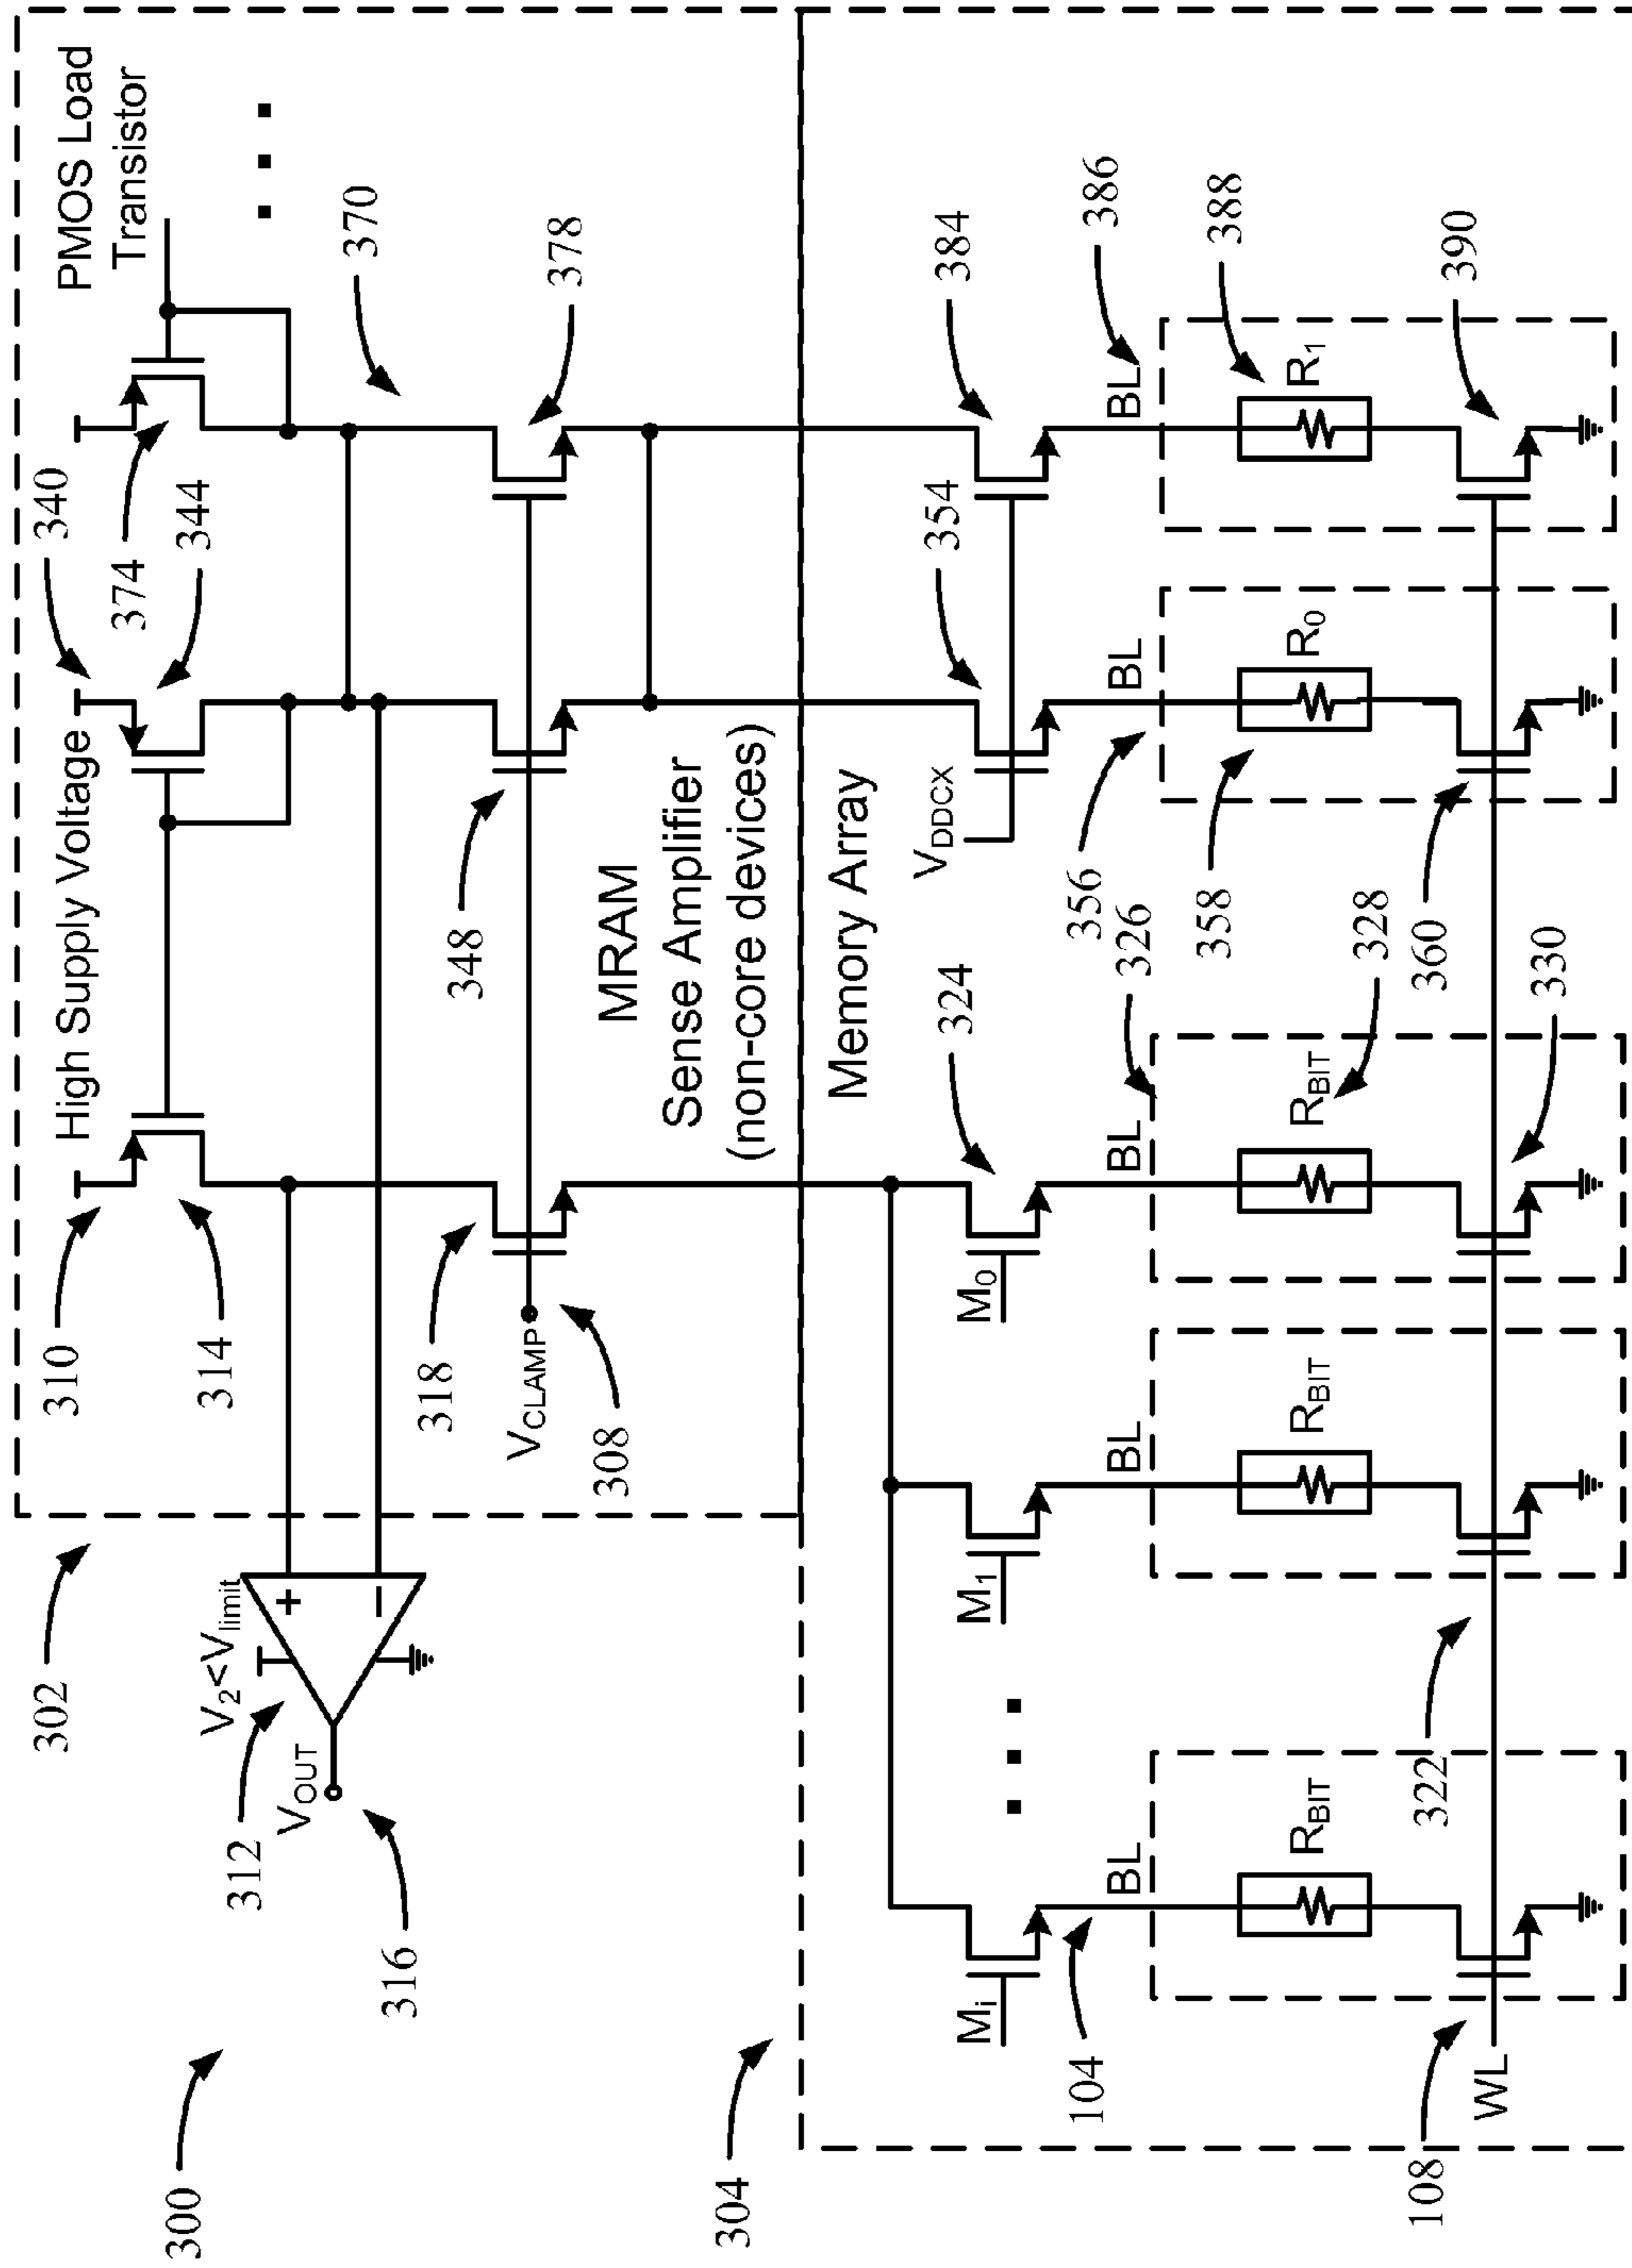 300
302
310
High Supply Voltage
340
PMOS Load
Transistor
314
374
344
V2<Vlimit
+
−
312
VOUT
316
318
348
370
378
VCLAMP
308
MRAM
Sense Amplifier
(non-core devices)
304
Memory Array
Mi
M1
M0
324
VDDCX
354
384
104
BL
BL
BL
326
356
BL
BL
386
RBIT
RBIT
RBIT
328
358
R0
R1
388
322
330
360
390
108
WL